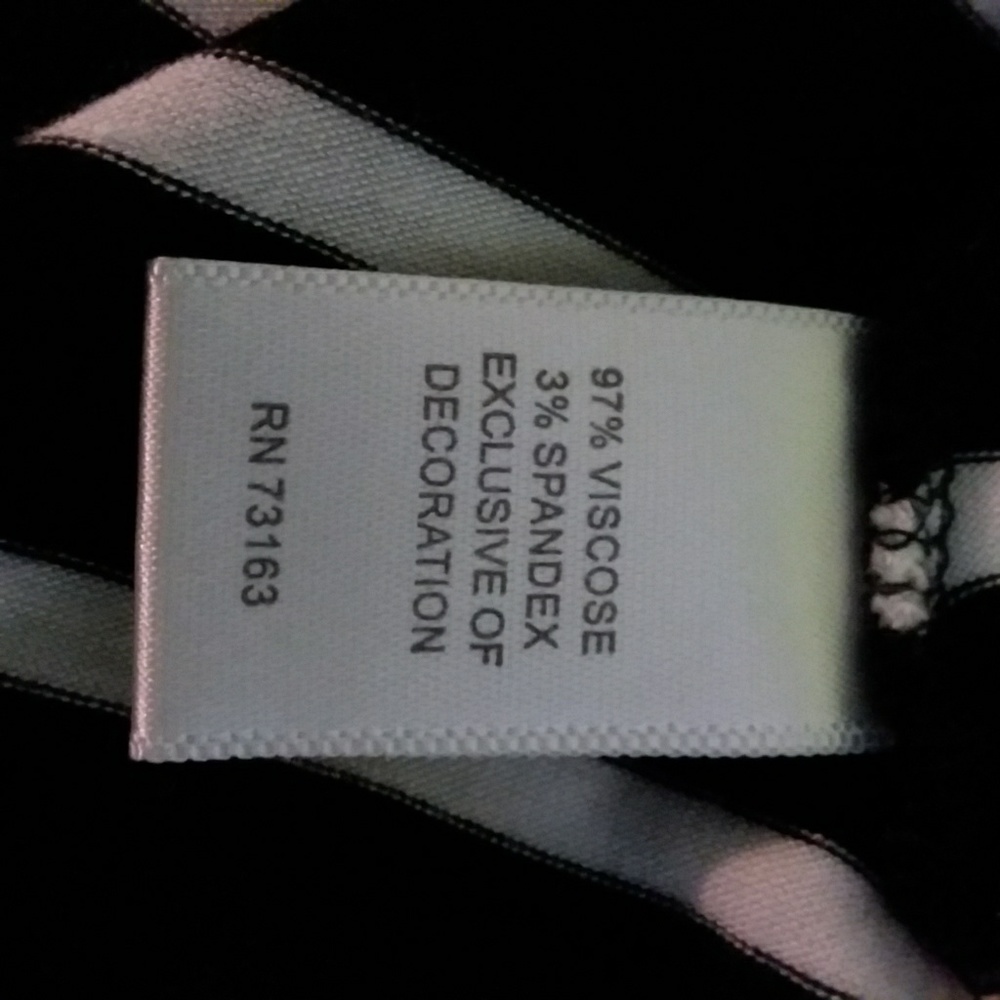 97% VISCOSE
3% SPANDEX
EXCLUSIVE OF
DECORATION
RN 73163